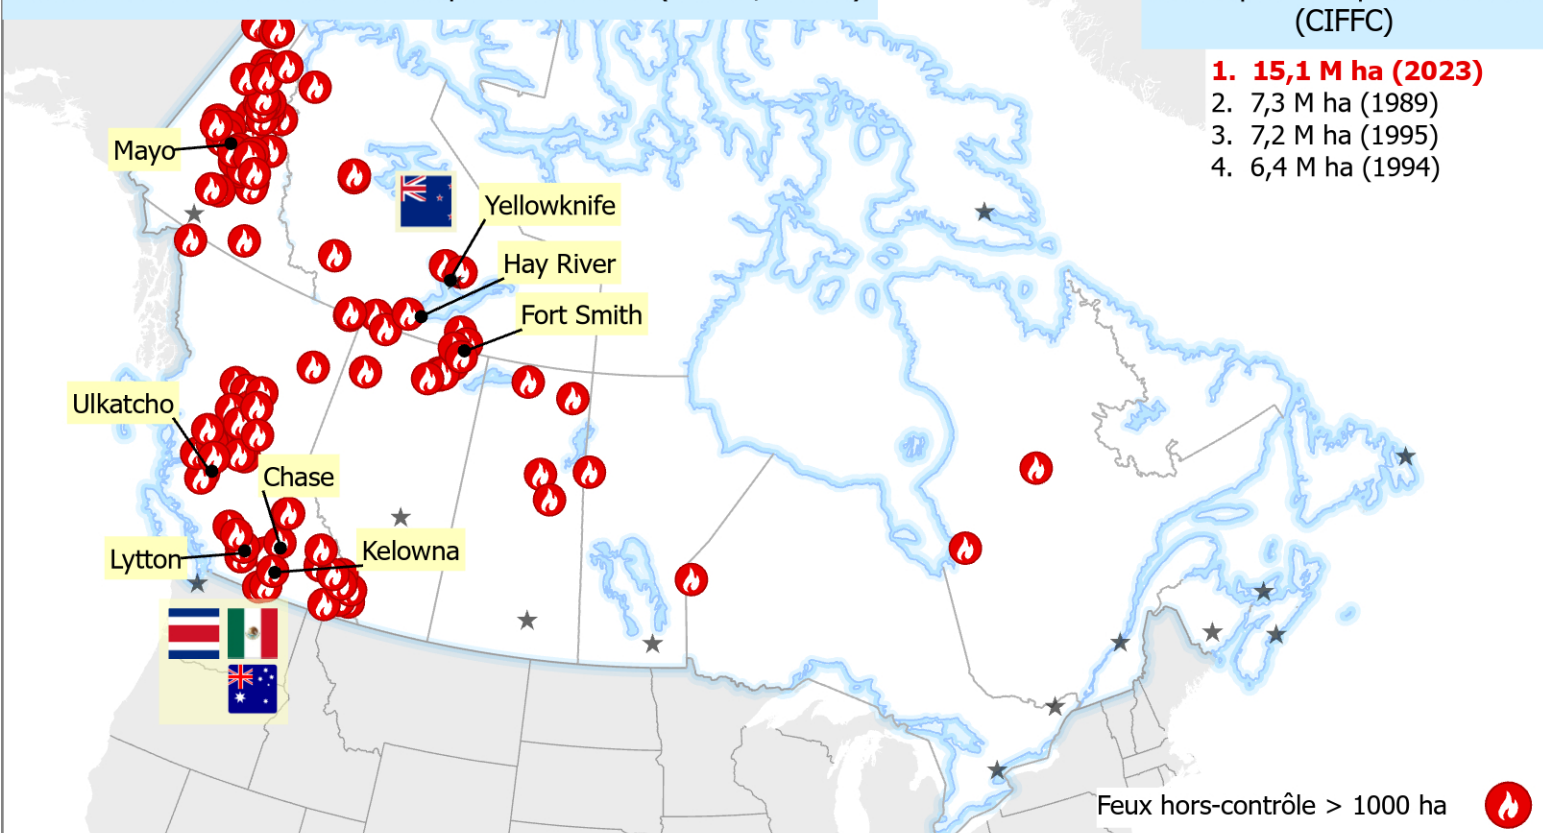 (CIFFC)
1. 15,1 M ha (2023)
2. 7,3 M ha (1989)
3. 7,2 M ha (1995)
4. 6,4 M ha (1994)
Mayo
Yellowknife
Hay River
Fort Smith
Ulkatcho
Chase
Lytton
Kelowna
Feux hors-contrôle > 1000 ha